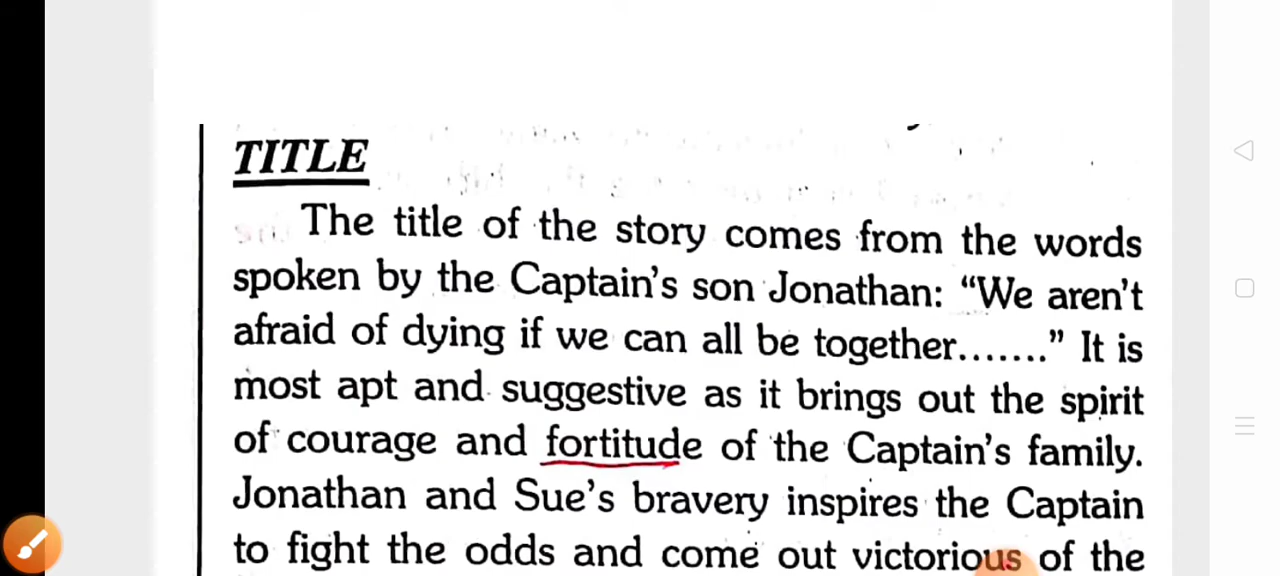 TITLE
The title of the story comes from the words
spoken by the Captain's son Jonathan: “We aren't
afraid of dying if we can all be together.......” It is
most apt and suggestive as it brings out the spirit
of courage and fortitude of the Captain's family.
Jonathan and Sue's bravery inspires the Captain
to fight the odds and come out victorious of the